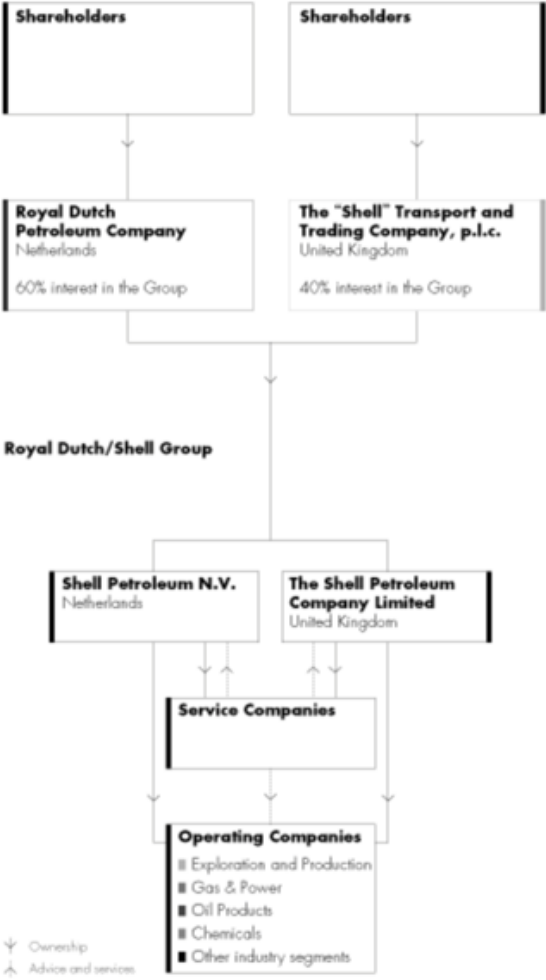 Shareholders
Shareholders
Royal Dutch
Petroleum Company
Netherlands
60% interest in the Group
The "Shell" Transport and
Trading Company, p.l.c.
United Kingdom
40% interest in the Group
Royal Dutch/Shell Group
Shell Petroleum N.V.
Netherlands
The Shell Petroleum
Company Limited
United Kingdom
Service Companies
Operating Companies
Exploration and Production
Gas & Power
Oil Products
Chemicals
Other industry segments
Ownership
Advice and services